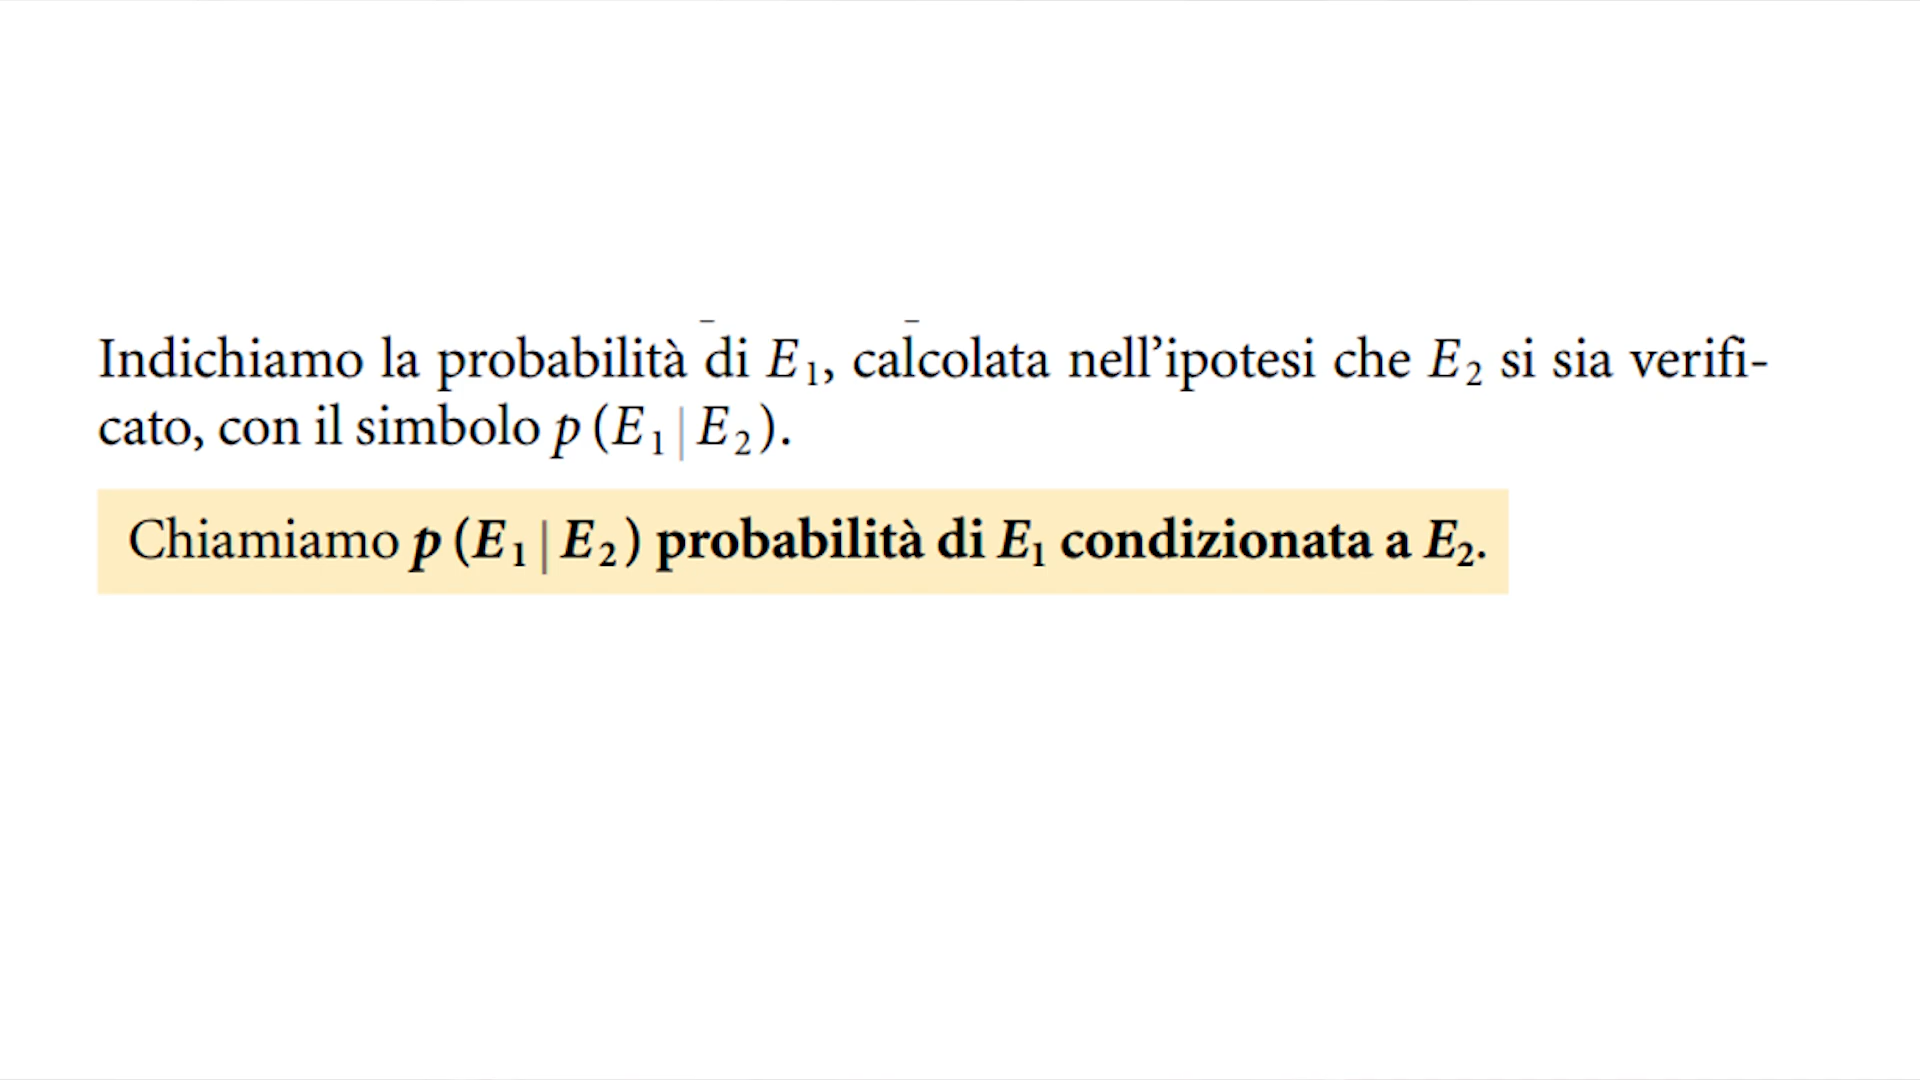 Indichiamo la probabilità di E₁, calcolata nell’ipotesi che E₂ si sia verifi-
cato, con il simbolo p (E₁ | E₂).
Chiamiamo p (E₁ | E₂) probabilità di E₁ condizionata a E₂.